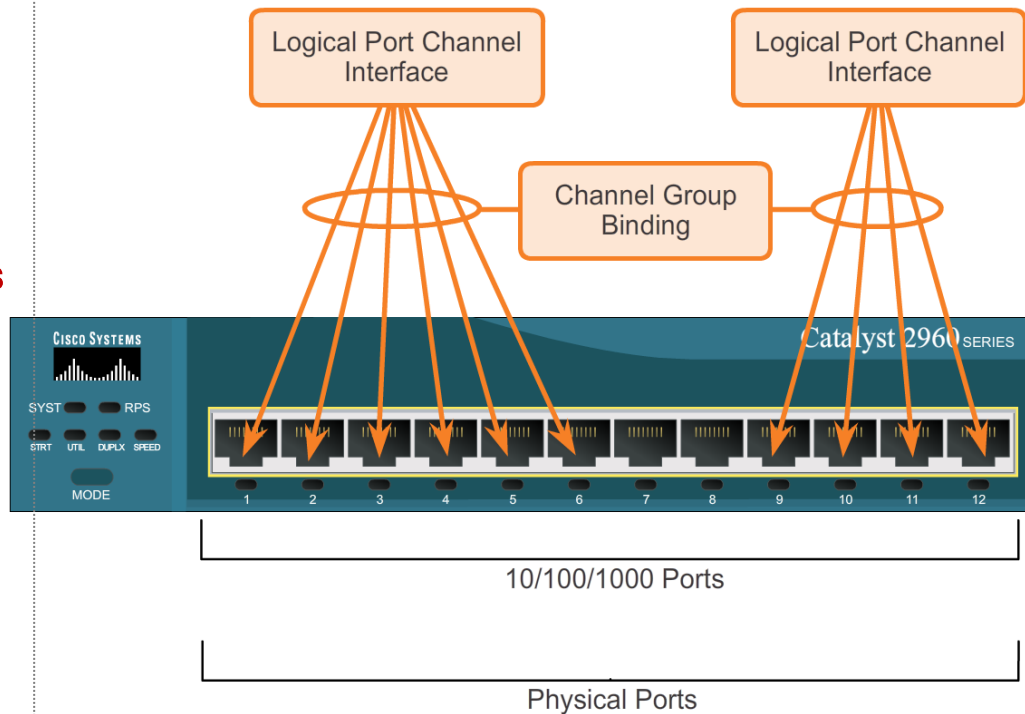 Logical Port Channel
Interface
Logical Port Channel
Interface
Channel Group
Binding
s
CISCO SYSTEMS
Catalyst 2960 SERIES
SYST RPS
STRT UTIL DUPLX SPEED
MODE
1 2 3 4 5 6 7 8 9 10 11 12
10/100/1000 Ports
Physical Ports